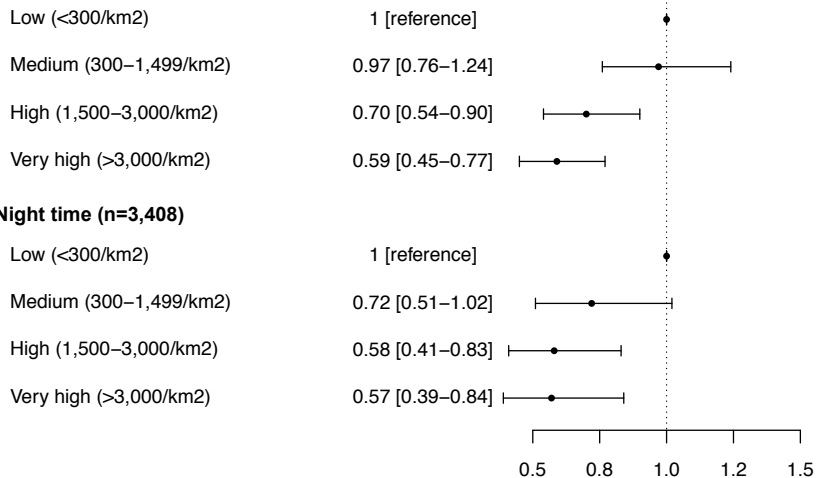 Low (<300/km2) 1 [reference]
Medium (300−1,499/km2) 0.97 [0.76−1.24]
High (1,500−3,000/km2) 0.70 [0.54−0.90]
Very high (>3,000/km2) 0.59 [0.45−0.77]
Night time (n=3,408)
Low (<300/km2) 1 [reference]
Medium (300−1,499/km2) 0.72 [0.51−1.02]
High (1,500−3,000/km2) 0.58 [0.41−0.83]
Very high (>3,000/km2) 0.57 [0.39−0.84]
0.5 0.8 1.0 1.2 1.5